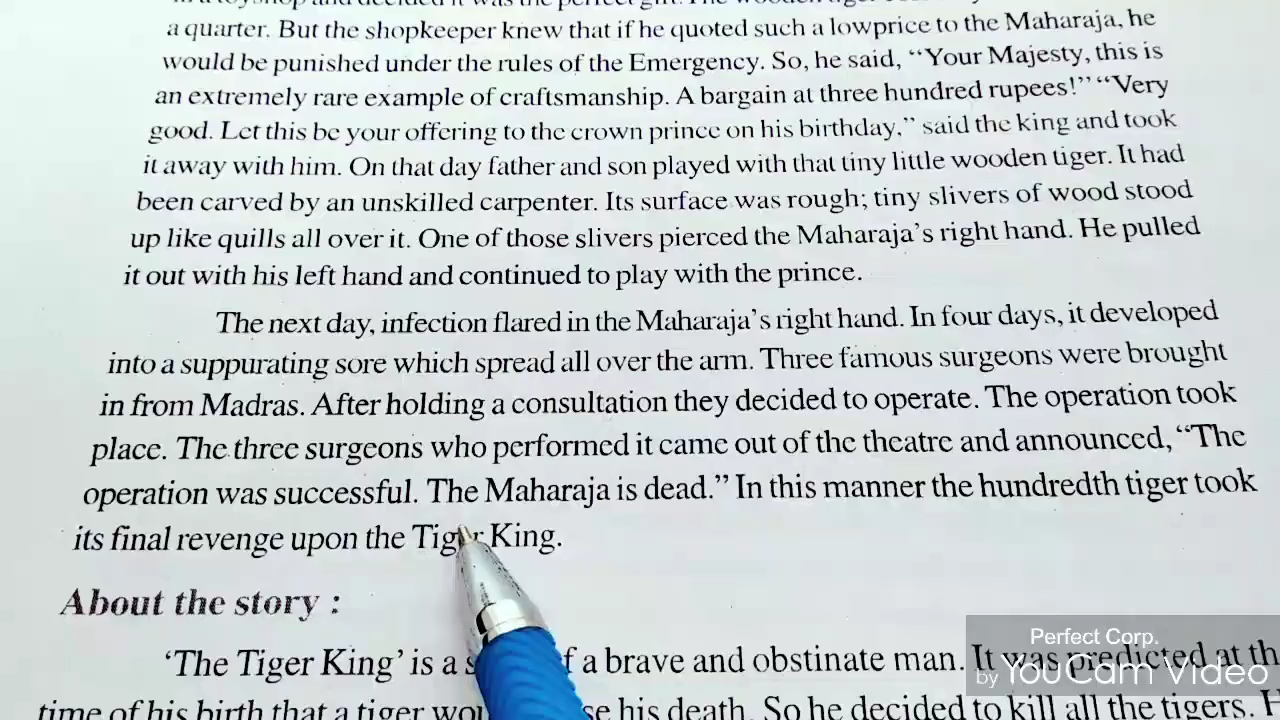 a quarter. But the shopkeeper knew that if he quoted such a lowprice to the Maharaja, he
would be punished under the rules of the Emergency. So, he said, “Your Majesty, this is
an extremely rare example of craftsmanship. A bargain at three hundred rupees!” “Very
good. Let this be your offering to the crown prince on his birthday,” said the king and took
it away with him. On that day father and son played with that tiny little wooden tiger. It had
been carved by an unskilled carpenter. Its surface was rough; tiny slivers of wood stood
up like quills all over it. One of those slivers pierced the Maharaja’s right hand. He pulled
it out with his left hand and continued to play with the prince.
The next day, infection flared in the Maharaja’s right hand. In four days, it developed
into a suppurating sore which spread all over the arm. Three famous surgeons were brought
in from Madras. After holding a consultation they decided to operate. The operation took
place. The three surgeons who performed it came out of the theatre and announced, “The
operation was successful. The Maharaja is dead.” In this manner the hundredth tiger took
its final revenge upon the Tiger King.
About the story :
‘The Tiger King’ is a a brave and obstinate man. It was predicted at
time of his birth that a tiger his death. So he decided to kill all the tigers.
Perfect Corp.
by YouCam Video